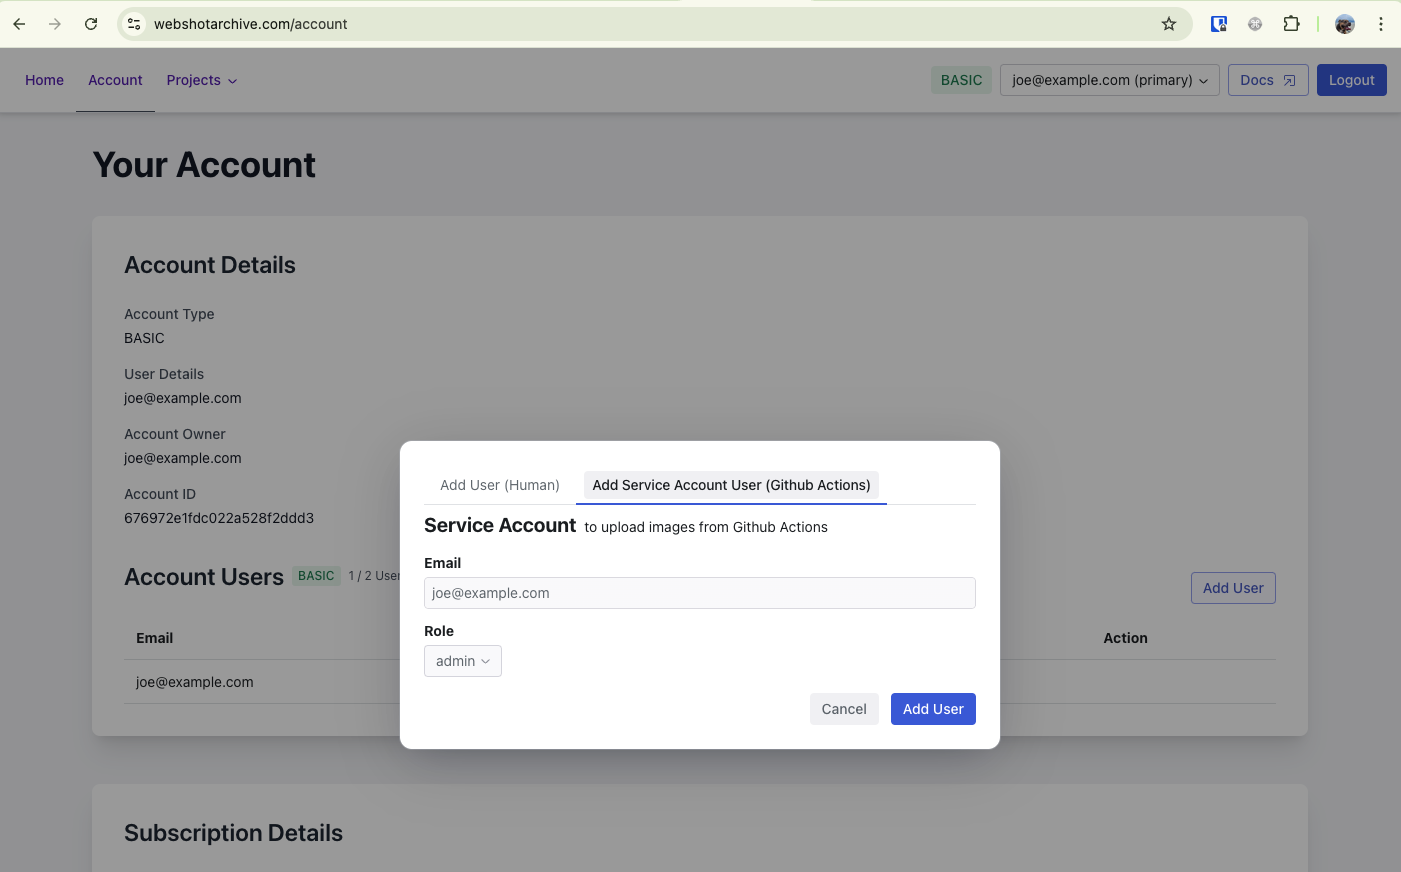 webshotarchive.com/account
Home Account Projects BASIC joe@example.com (primary) Docs Logout
Your Account
Account Details
Account Type
BASIC
User Details
joe@example.com
Account Owner
joe@example.com
Account ID
676972e1fdc022a528f2ddd3
Account Users BASIC 1 / 2 User Add User
Email Action
joe@example.com
Add User (Human) Add Service Account User (Github Actions)
Service Account to upload images from Github Actions
Email
joe@example.com
Role
admin
Cancel Add User
Subscription Details